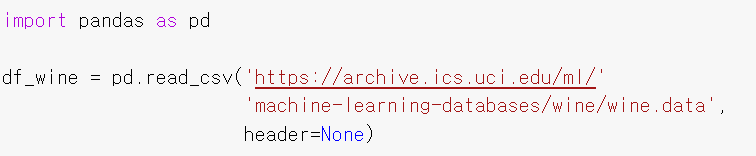 import pandas as pd
df_wine = pd.read_csv('https://archive.ics.uci.edu/ml/'
'machine-learning-databases/wine/wine.data',
header=None)